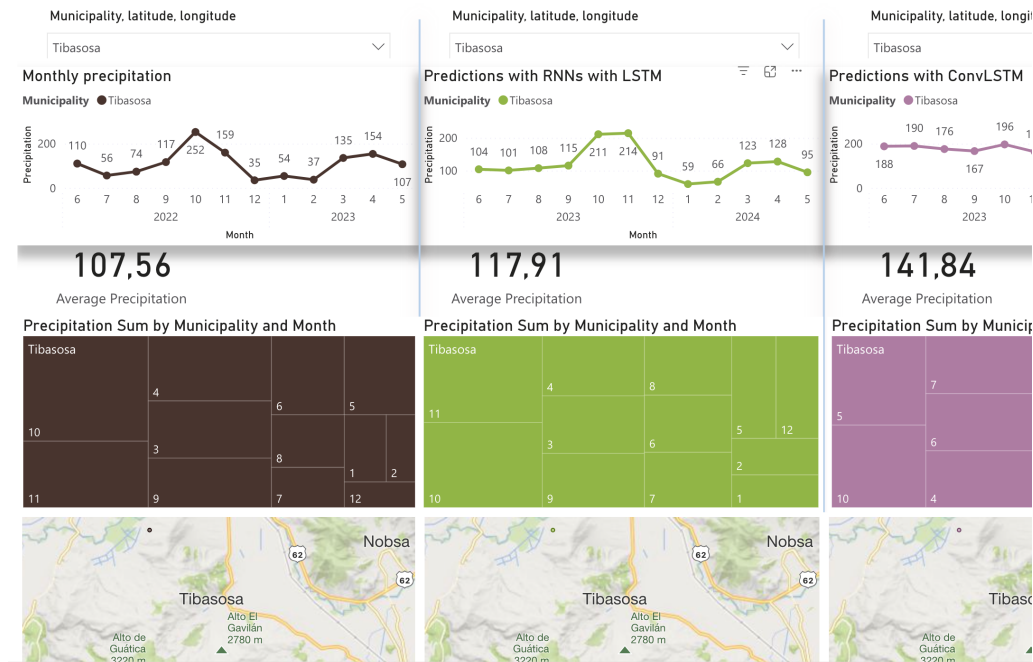 Municipality, latitude, longitude
Tibasosa
Monthly precipitation
Municipality Tibasosa
Precipitation
200
0
110 56 74 117 252 159 35 54 37 135 154 107
6 7 8 9 10 11 12 1 2 3 4 5
2022 2023
Month
107,56
Average Precipitation
Precipitation Sum by Municipality and Month
Tibasosa
10
11
4
3
9
6
8
7
5
1 2
12
62
Nobsa
62
Tibasosa
Alto El
Gavilán
2780 m
Alto de
Guática
3220 m
Municipality, latitude, longitude
Tibasosa
Predictions with RNNs with LSTM
Municipality Tibasosa
Precipitation
200
100
104 101 108 115 211 214 91 59 66 123 128 95
6 7 8 9 10 11 12 1 2 3 4 5
2023 2024
Month
117,91
Average Precipitation
Precipitation Sum by Municipality and Month
Tibasosa
11
10
4
3
9
8
6
7
5 12
2
1
62
Nobsa
62
Tibasosa
Alto El
Gavilán
2780 m
Alto de
Guática
3220 m
Municipality, latitude, longit
Tibasosa
Predictions with ConvLSTM
Municipality Tibasosa
Precipitation
200
0
188 190 176 167 196
6 7 8 9 10
2023
141,84
Average Precipitation
Precipitation Sum by Municip
Tibasosa
5
10
7
6
4
Tibaso
Alto de
Guática
3220 m